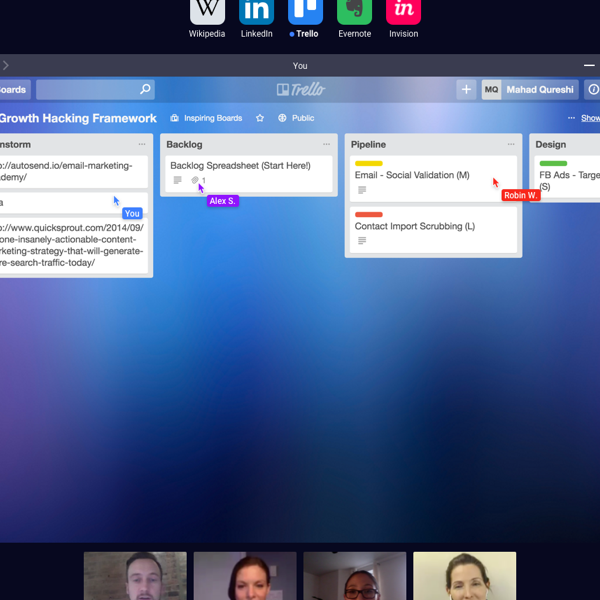 W
in
in
Wikipedia
LinkedIn
Trello
Evernote
Invision
You
Boards
Trello
+
MQ
Mahad Qureshi
Growth Hacking Framework
Inspiring Boards
Public
... Show
nstorm
...
p://autosend.io/email-marketing-
demy/
a
You
p://www.quicksprout.com/2014/09/
one-insanely-actionable-content-
rketing-strategy-that-will-generate-
re-search-traffic-today/
Backlog
...
Backlog Spreadsheet (Start Here!)
1
Alex S.
Pipeline
...
Email - Social Validation (M)
Robin W.
Contact Import Scrubbing (L)
Design
FB Ads - Targe
(S)